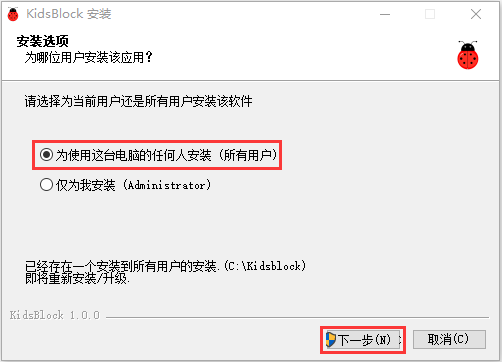 KidsBlock 安装
安装选项
为哪位用户安装该应用？
请选择为当前用户还是所有用户安装该软件
为使用这台电脑的任何人安装 (所有用户)
仅为我安装 (Administrator)
已经存在一个安装到所有用户的安装.(C:\Kidsblock)
即将重新安装/升级.
KidsBlock 1.0.0
下一步(N)
取消(C)